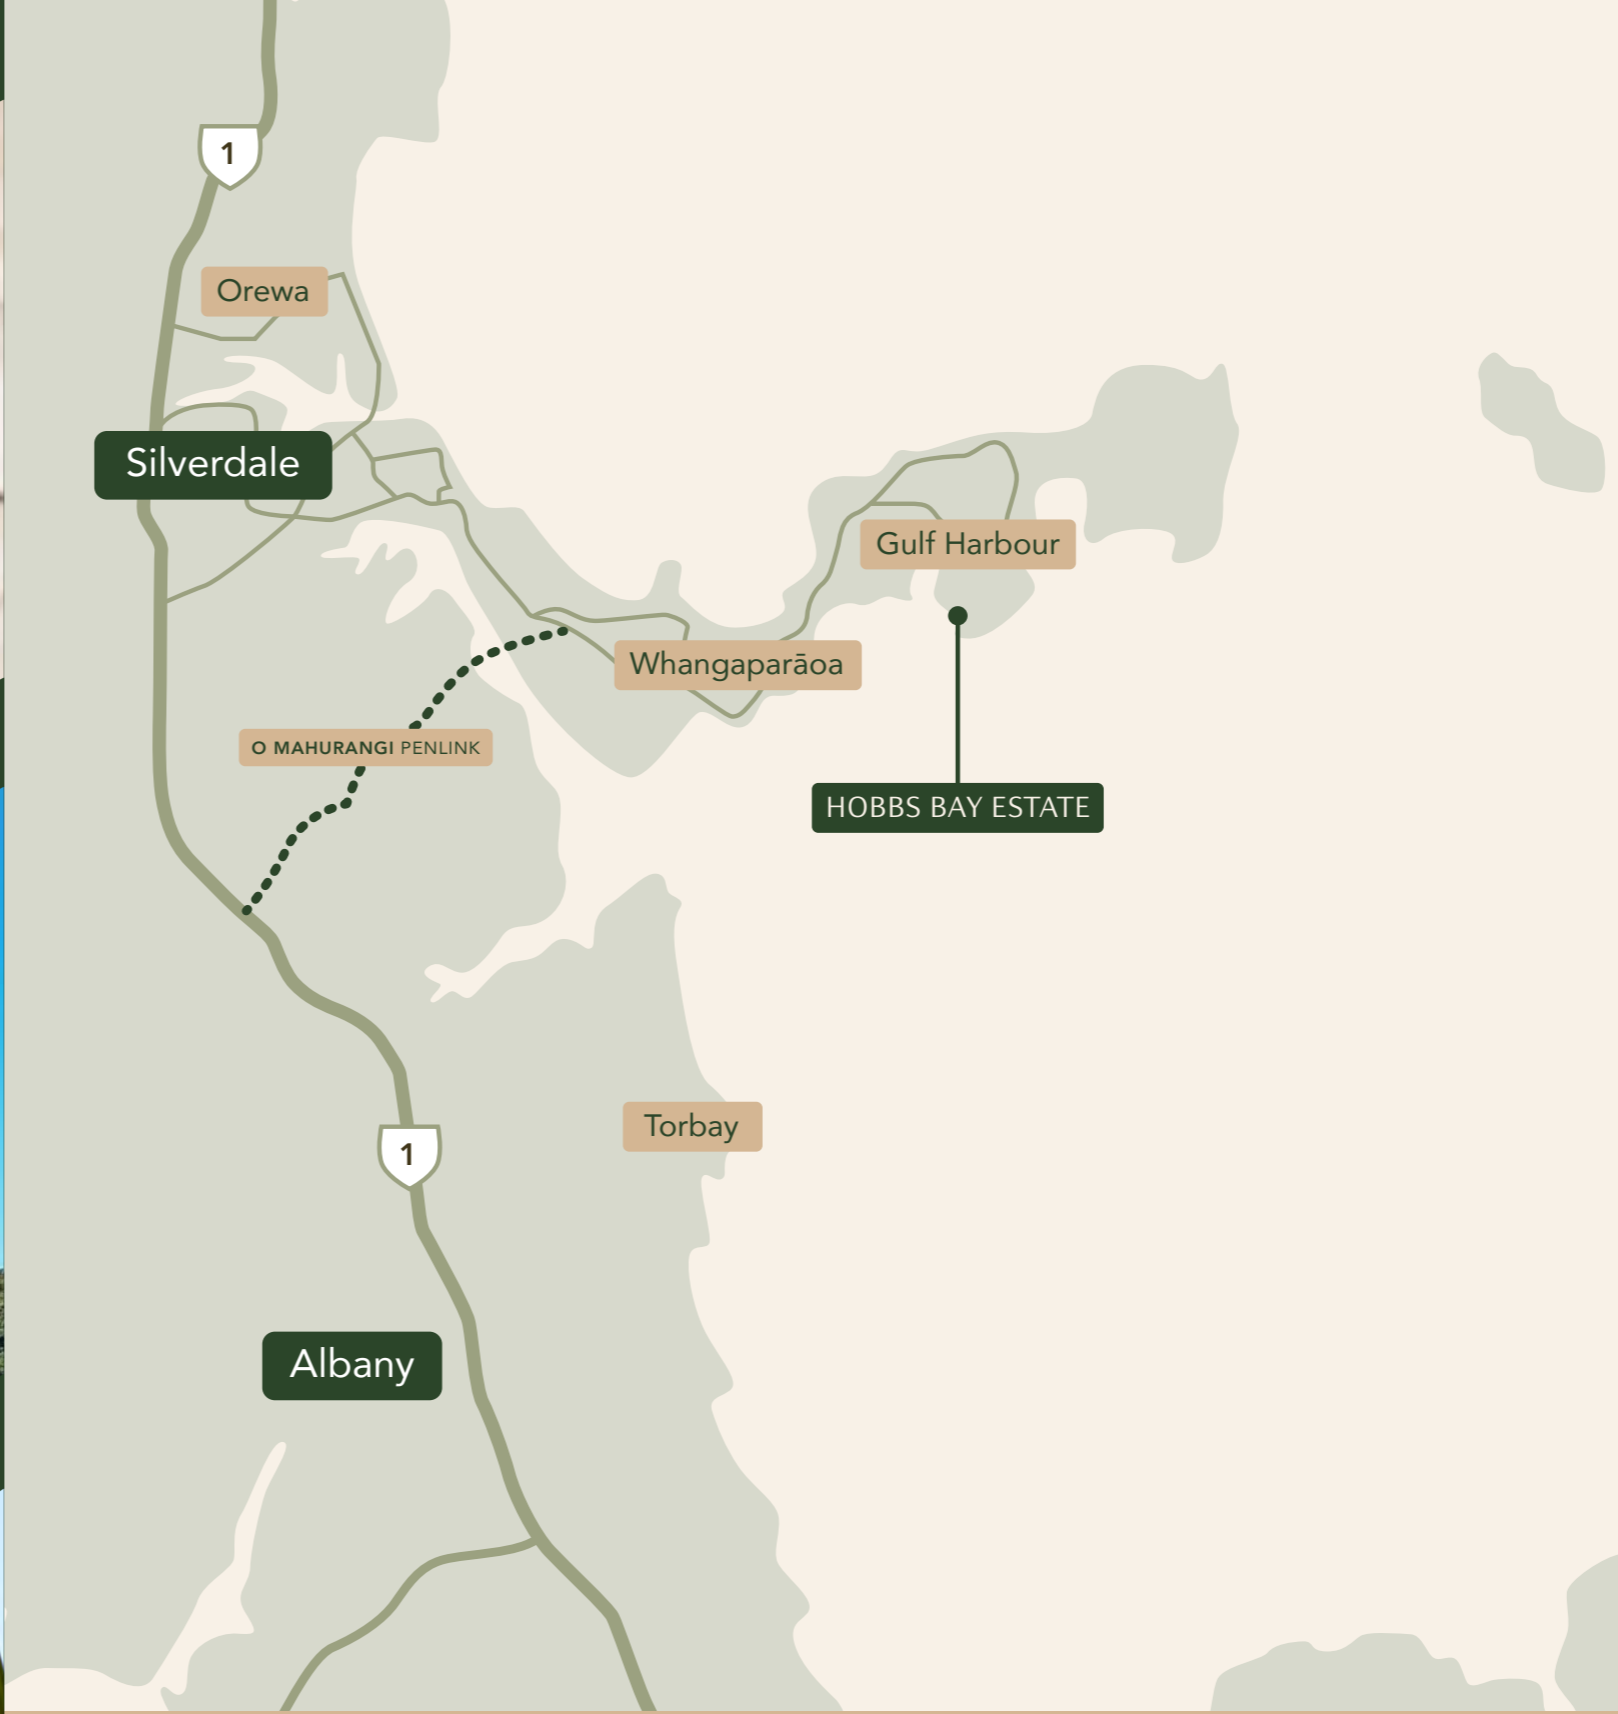 1
Orewa
Silverdale
Gulf Harbour
Whangaparāoa
O MAHURANGI PENLINK
HOBBS BAY ESTATE
Torbay
1
Albany